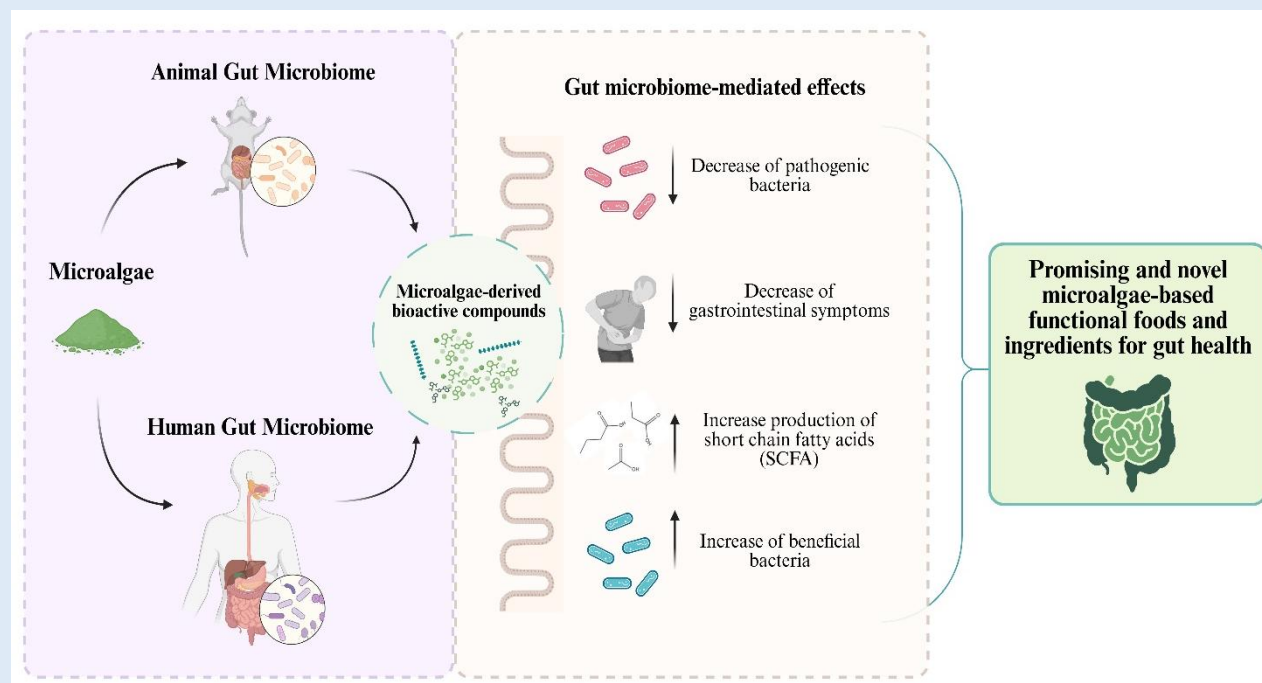 Animal Gut Microbiome
Microalgae
Human Gut Microbiome
Microalgae-derived
bioactive compounds
Gut microbiome-mediated effects
Decrease of pathogenic
bacteria
Decrease of
gastrointestinal symptoms
Increase production of
short chain fatty acids
(SCFA)
Increase of beneficial
bacteria
Promising and novel
microalgae-based
functional foods and
ingredients for gut health